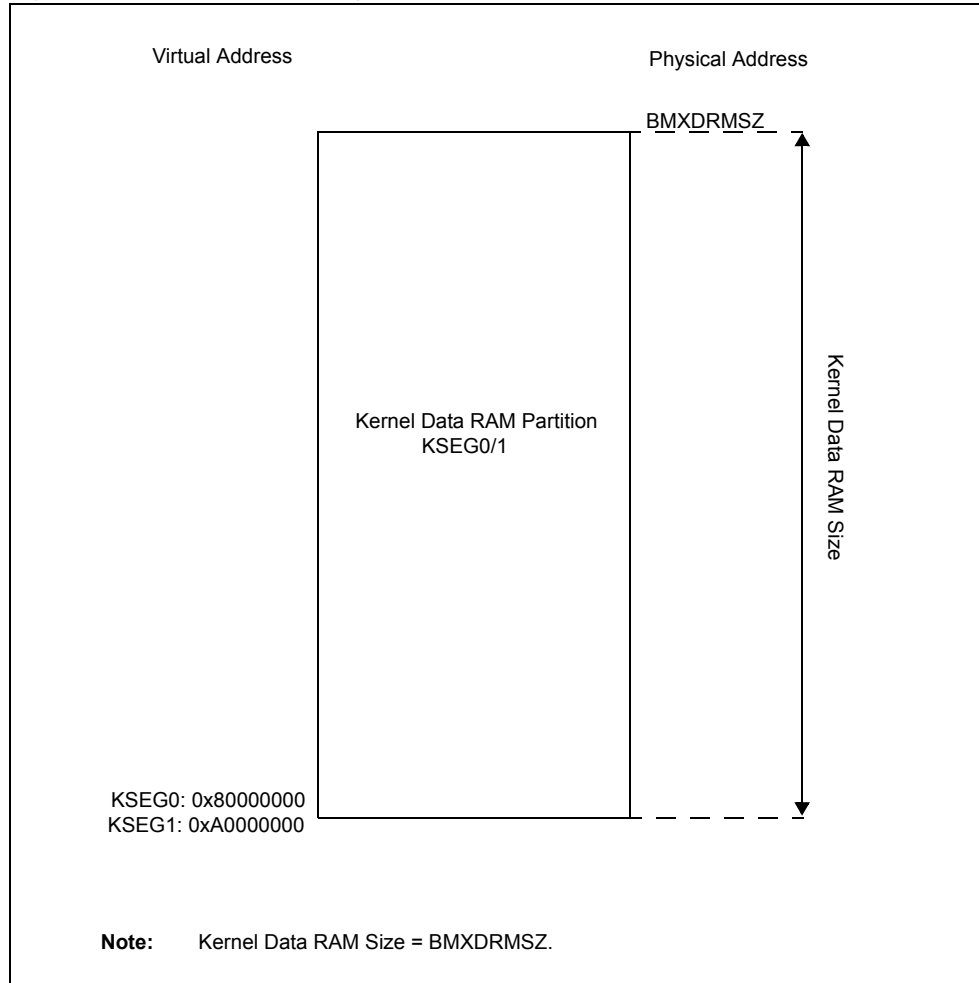 Virtual Address
Physical Address
BMXDRMSZ
Kernel Data RAM Partition
KSEG0/1
Kernel Data RAM Size
KSEG0: 0x80000000
KSEG1: 0xA0000000
Note: Kernel Data RAM Size = BMXDRMSZ.